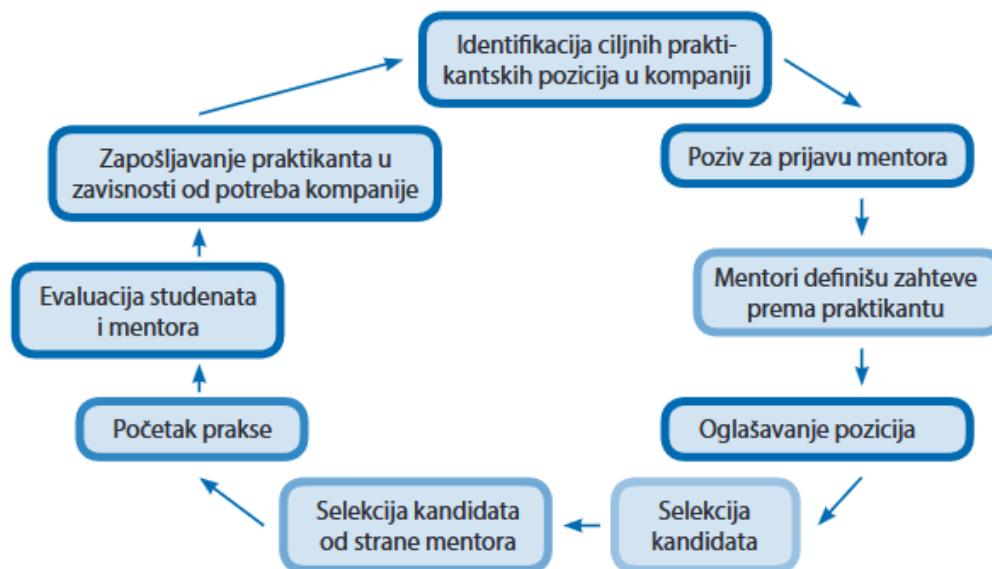 Identifikacija ciljnih prakti-
kantskih pozicija u kompaniji
Poziv za prijavu mentora
Mentori definišu zahteve
prema praktikantu
Oglašavanje pozicija
Selekcija
kandidata
Selekcija kandidata
od strane mentora
Početak prakse
Evaluacija studenata
i mentora
Zapošljavanje praktikanta u
zavisnosti od potreba kompanije